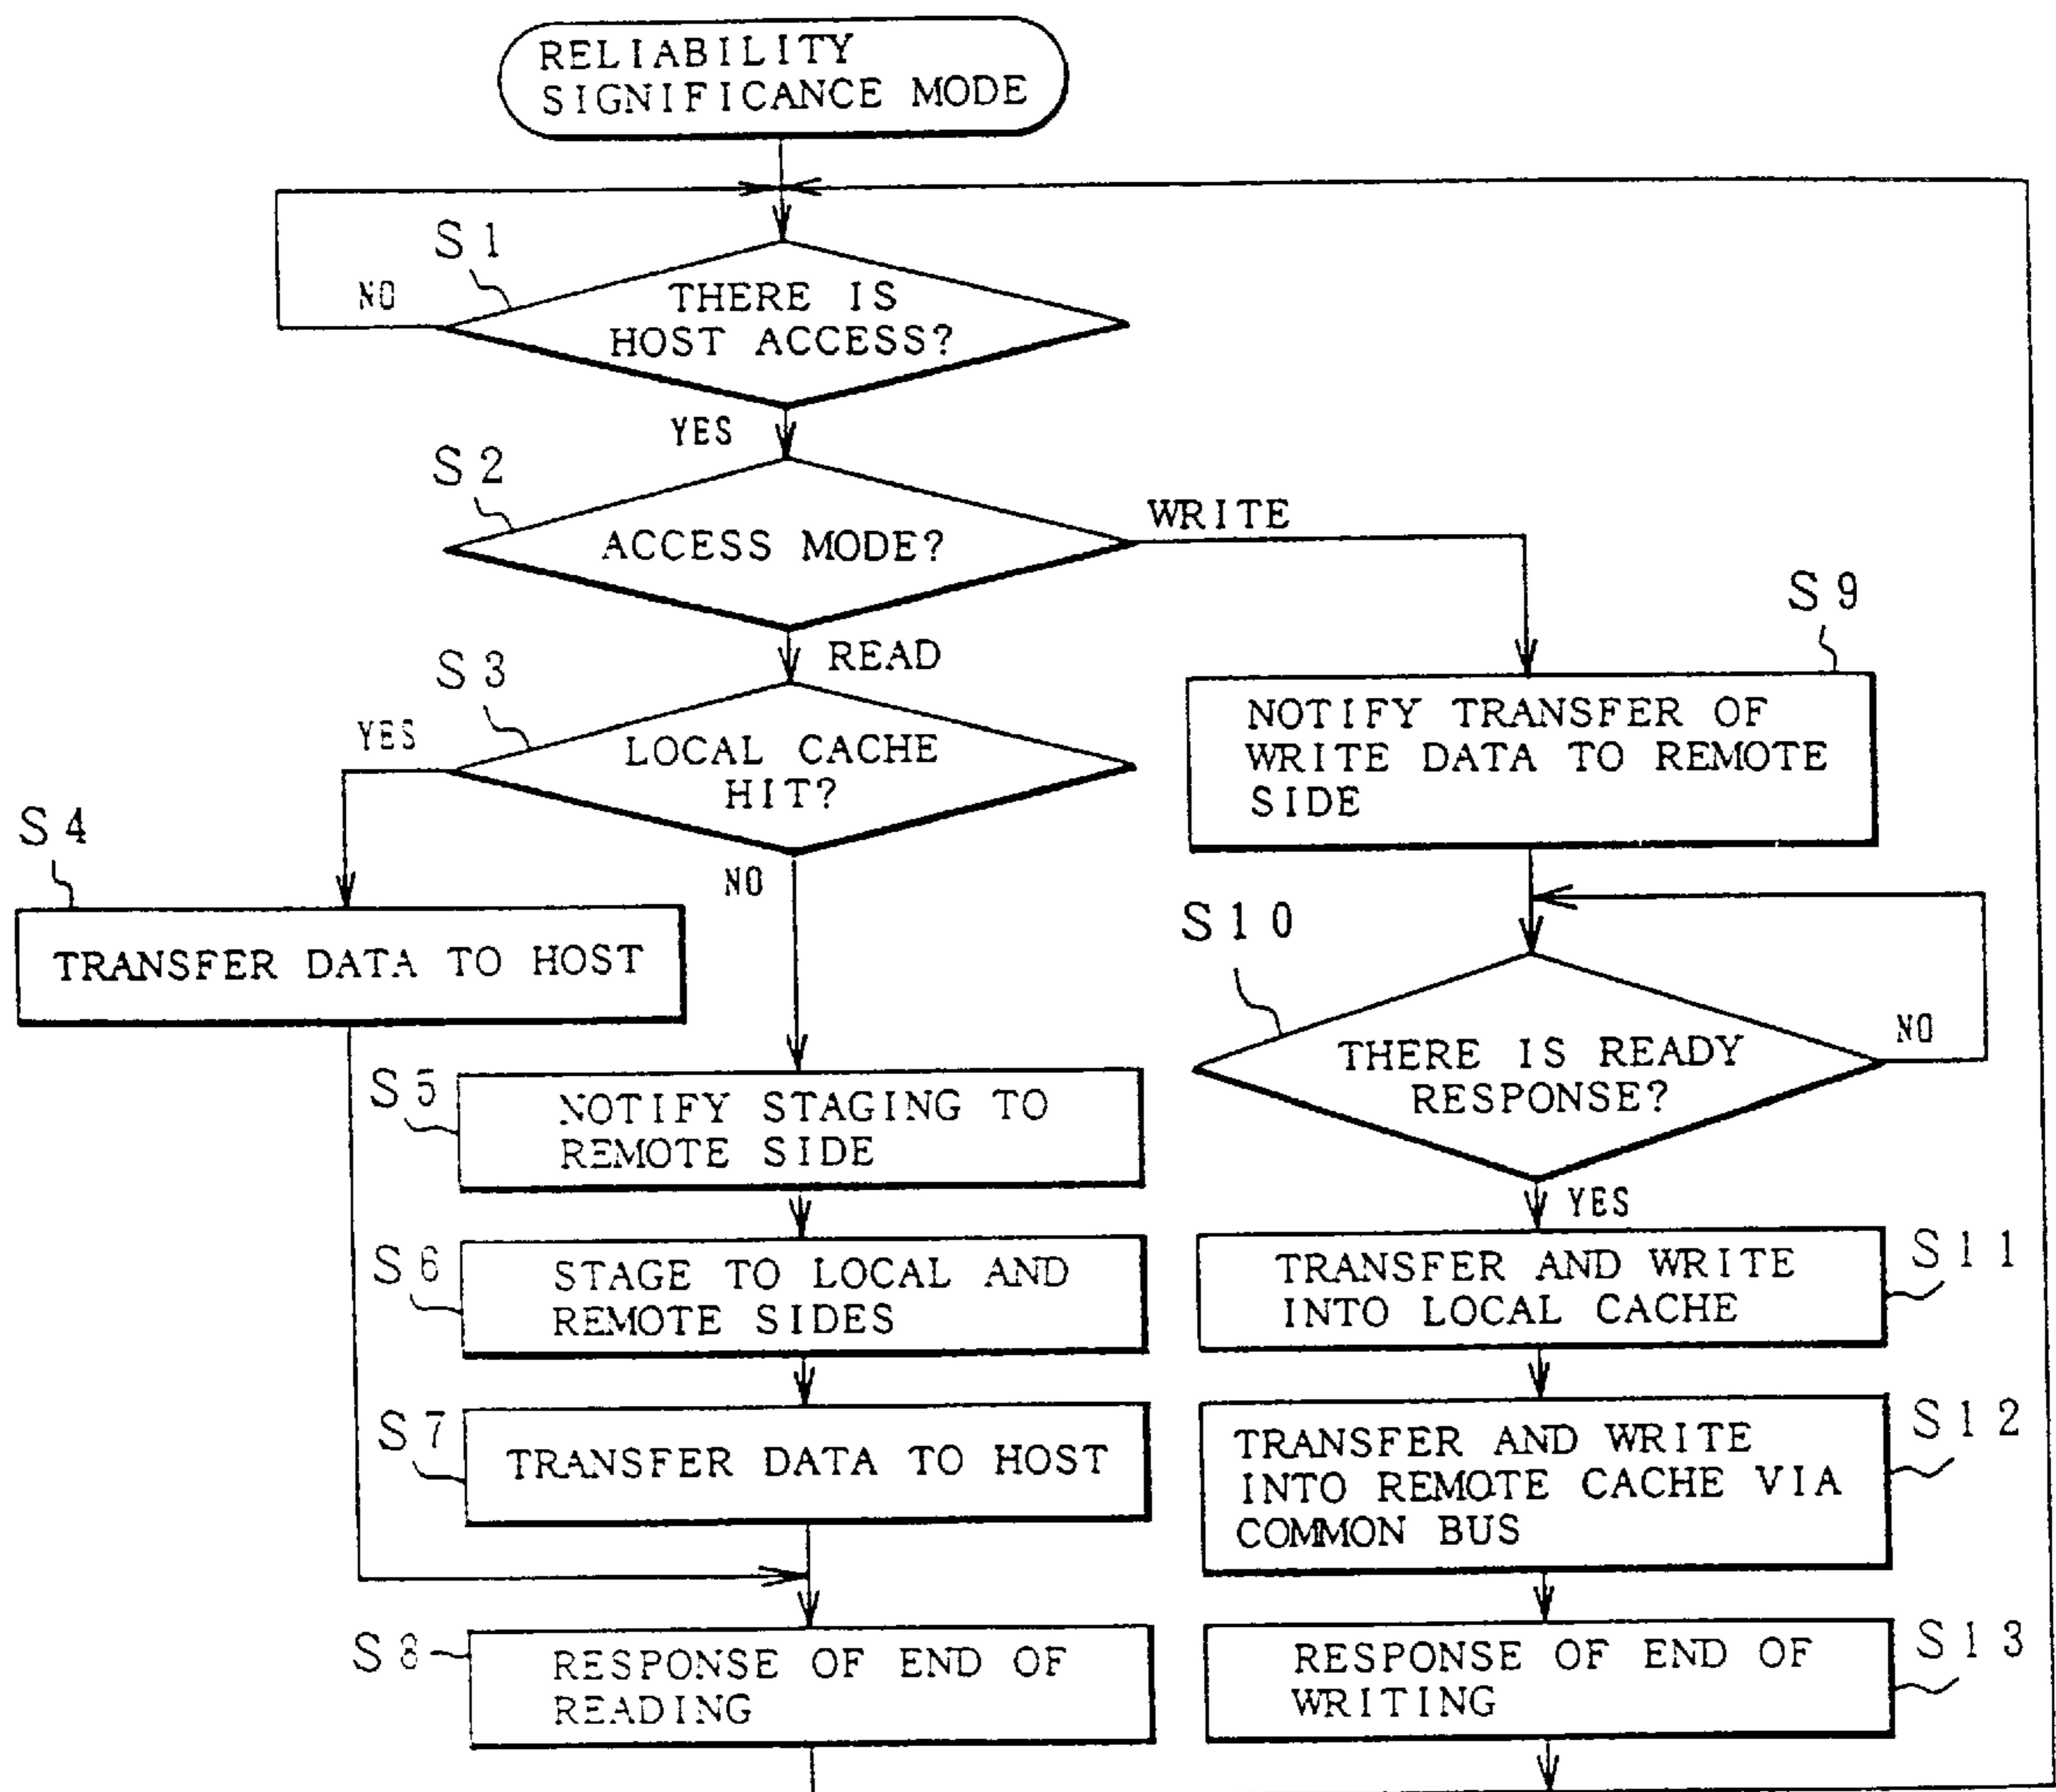 RELIABILITY
SIGNIFICANCE MODE
S1
NO
THERE IS
HOST ACCESS?
YES
S2
ACCESS MODE?
WRITE
READ
S3
YES
LOCAL CACHE
HIT?
NO
S4
TRANSFER DATA TO HOST
S5
NOTIFY STAGING TO
REMOTE SIDE
S6
STAGE TO LOCAL AND
REMOTE SIDES
S7
TRANSFER DATA TO HOST
S8
RESPONSE OF END OF
READING
S9
NOTIFY TRANSFER OF
WRITE DATA TO REMOTE
SIDE
S10
THERE IS READY
RESPONSE?
NO
YES
S11
TRANSFER AND WRITE
INTO LOCAL CACHE
S12
TRANSFER AND WRITE
INTO REMOTE CACHE VIA
COMMON BUS
S13
RESPONSE OF END OF
WRITING